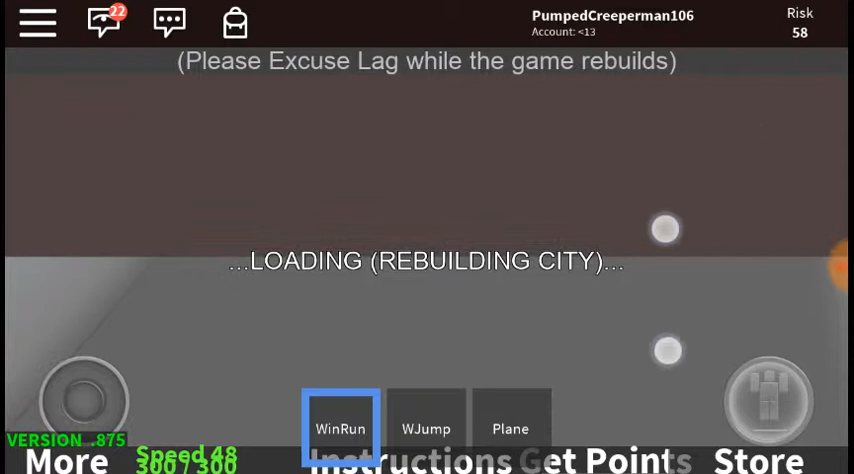 22
PumpedCreeperman106
Account: <13
Risk
58
(Please Excuse Lag while the game rebuilds)
...LOADING (REBUILDING CITY)...
WinRun
WJump
Plane
VERSION .875
Speed 48
300 / 300
More
Instructions
Get Points
Store